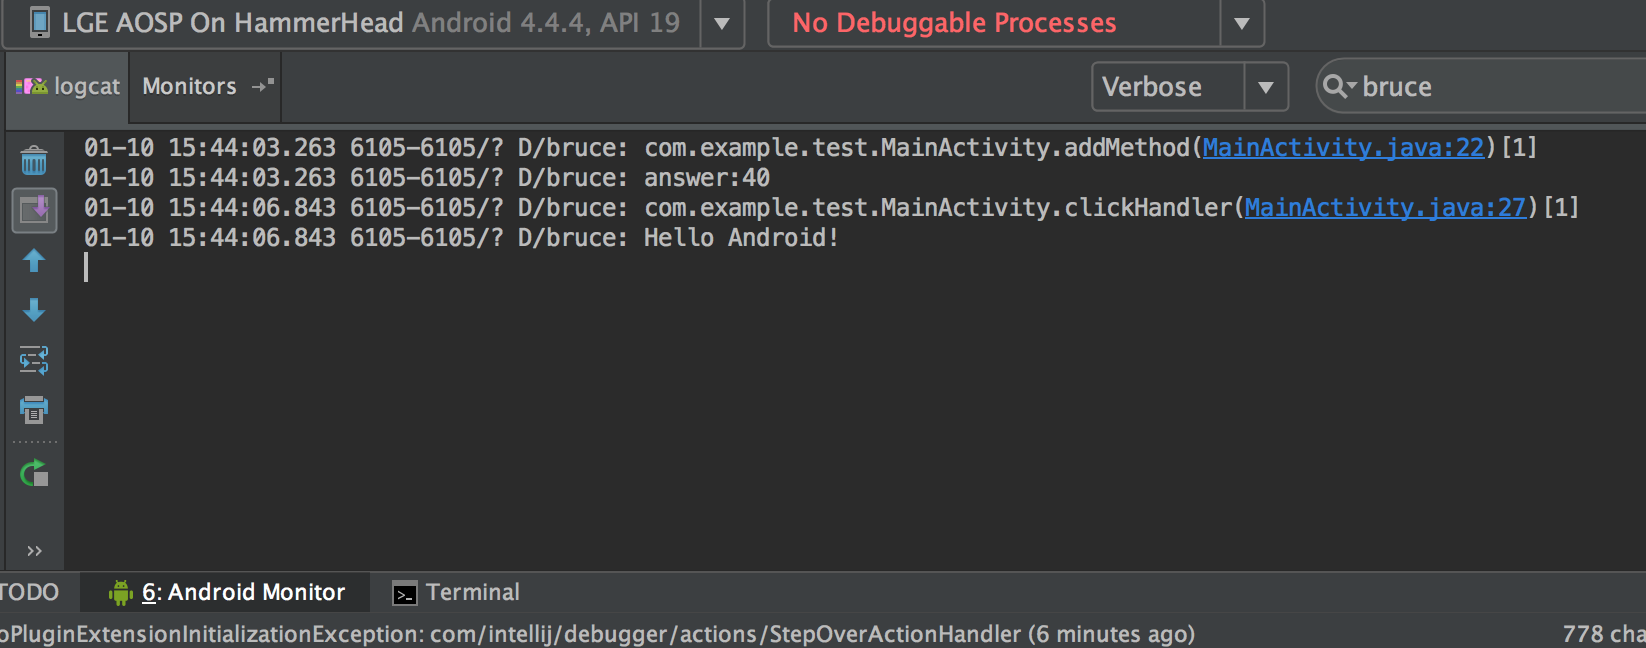 LGE AOSP On HammerHead Android 4.4.4, API 19 No Debuggable Processes
logcat Monitors Verbose bruce
01-10 15:44:03.263 6105-6105/? D/bruce: com.example.test.MainActivity.addMethod(MainActivity.java:22)[1]
01-10 15:44:03.263 6105-6105/? D/bruce: answer:40
01-10 15:44:06.843 6105-6105/? D/bruce: com.example.test.MainActivity.clickHandler(MainActivity.java:27)[1]
01-10 15:44:06.843 6105-6105/? D/bruce: Hello Android!
TODO 6: Android Monitor Terminal
oPluginExtensionInitializationException: com/intellij/debugger/actions/StepOverActionHandler (6 minutes ago) 778 cha